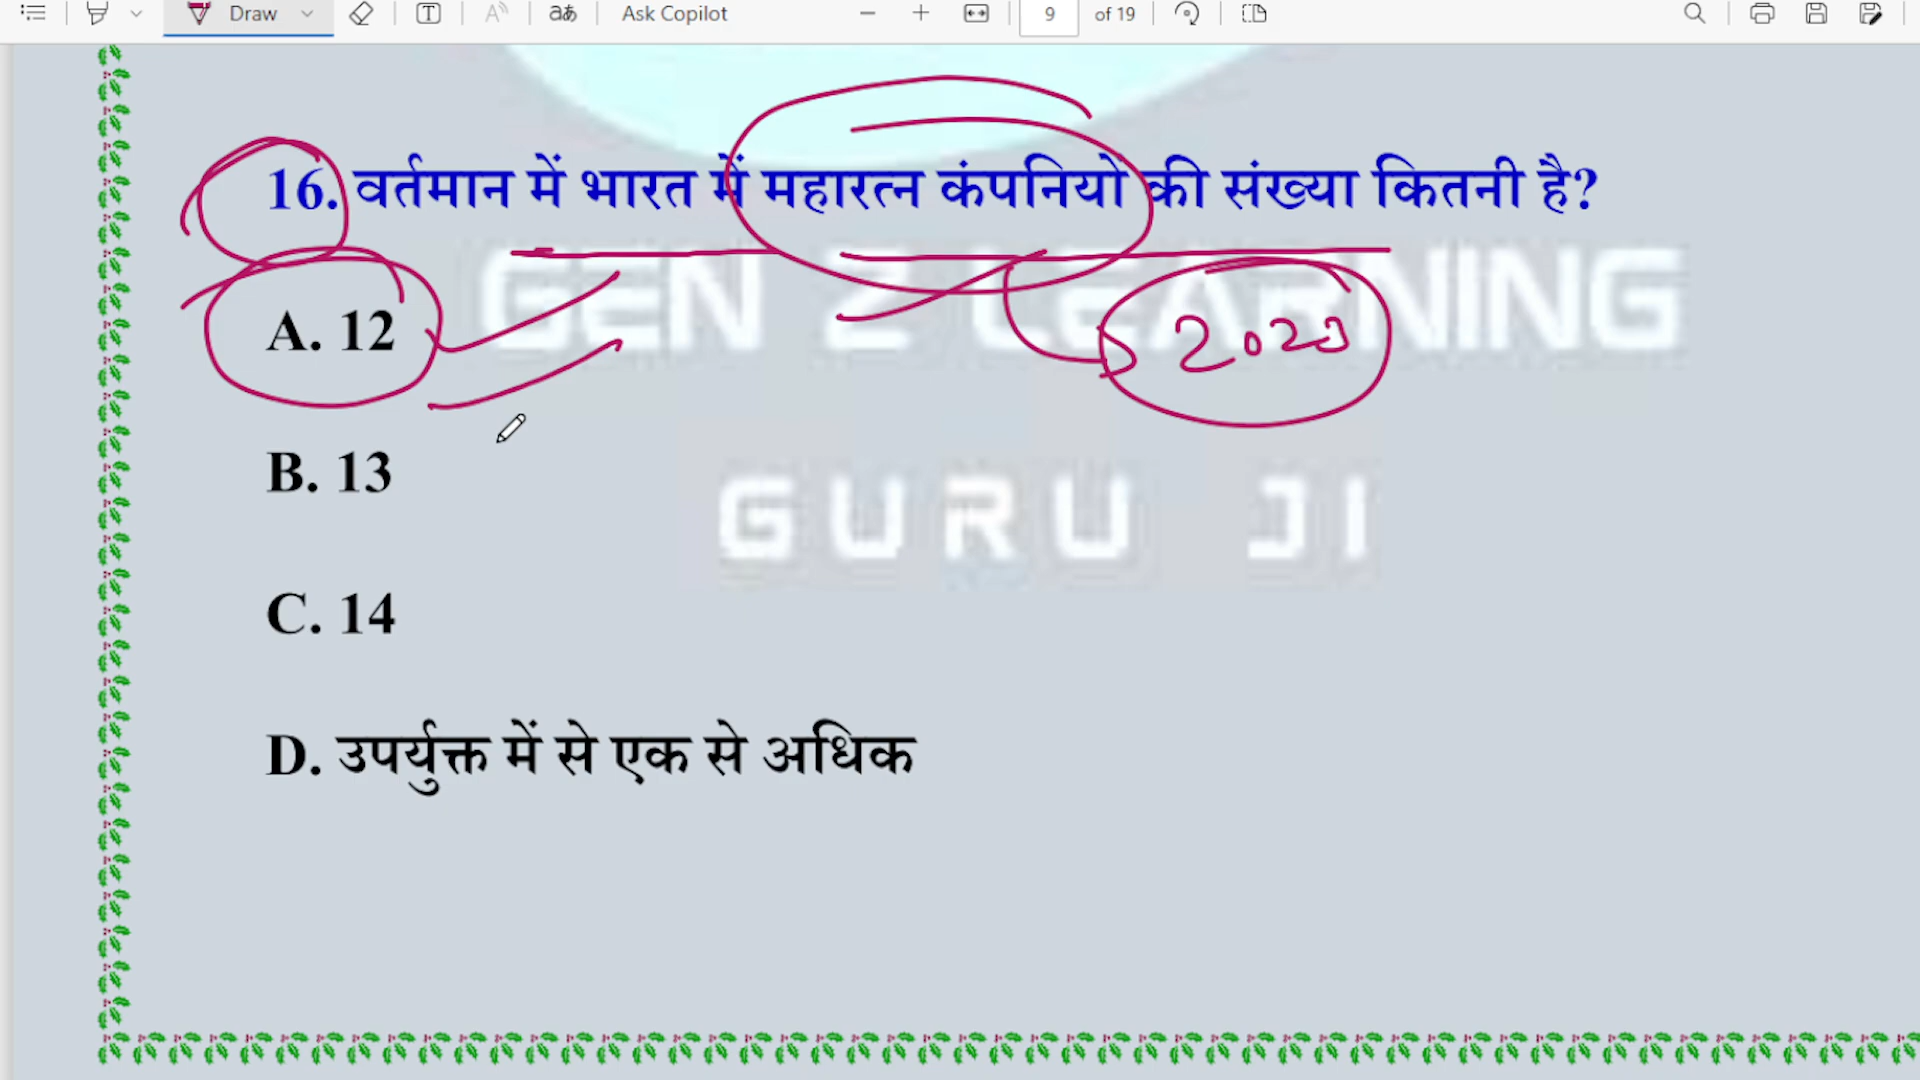 Draw
Ask Copilot
9 of 19
16. वर्तमान में भारत में महारत्न कंपनियो की संख्या कितनी है?
GEN Z LEARNING
A. 12
2023
B. 13
GURU JI
C. 14
D. उपर्युक्त में से एक से अधिक